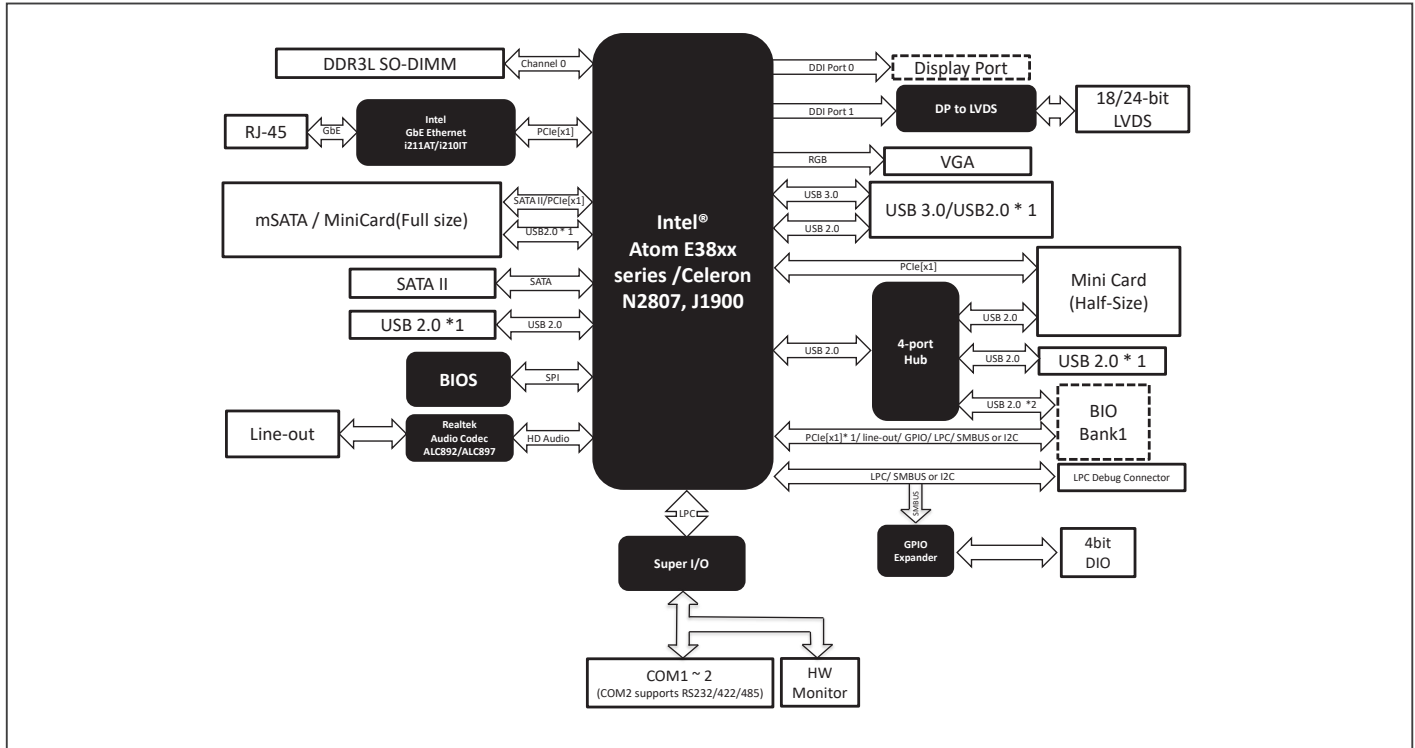 DDR3L SO-DIMM
Channel 0
RJ-45
GbE
Intel
GbE Ethernet
i211AT/i210IT
PCIe[x1]
mSATA / MiniCard(Full size)
SATA II/PCIe[x1]
USB2.0 * 1
SATA II
SATA
USB 2.0 *1
USB 2.0
BIOS
SPI
Line-out
Realtek
Audio Codec
ALC892/ALC897
HD Audio
Intel®
Atom E38xx
series /Celeron
N2807, J1900
DDI Port 0
Display Port
DDI Port 1
DP to LVDS
18/24-bit
LVDS
RGB
VGA
USB 3.0
USB 2.0
USB 3.0/USB2.0 * 1
PCIe[x1]
Mini Card
(Half-Size)
USB 2.0
4-port
Hub
USB 2.0
USB 2.0
USB 2.0 * 1
USB 2.0 *2
BIO
Bank1
PCIe[x1]* 1/ line-out/ GPIO/ LPC/ SMBUS or I2C
LPC/ SMBUS or I2C
LPC Debug Connector
SMBUS
GPIO
Expander
4bit
DIO
LPC
Super I/O
COM1 ~ 2
(COM2 supports RS232/422/485)
HW
Monitor